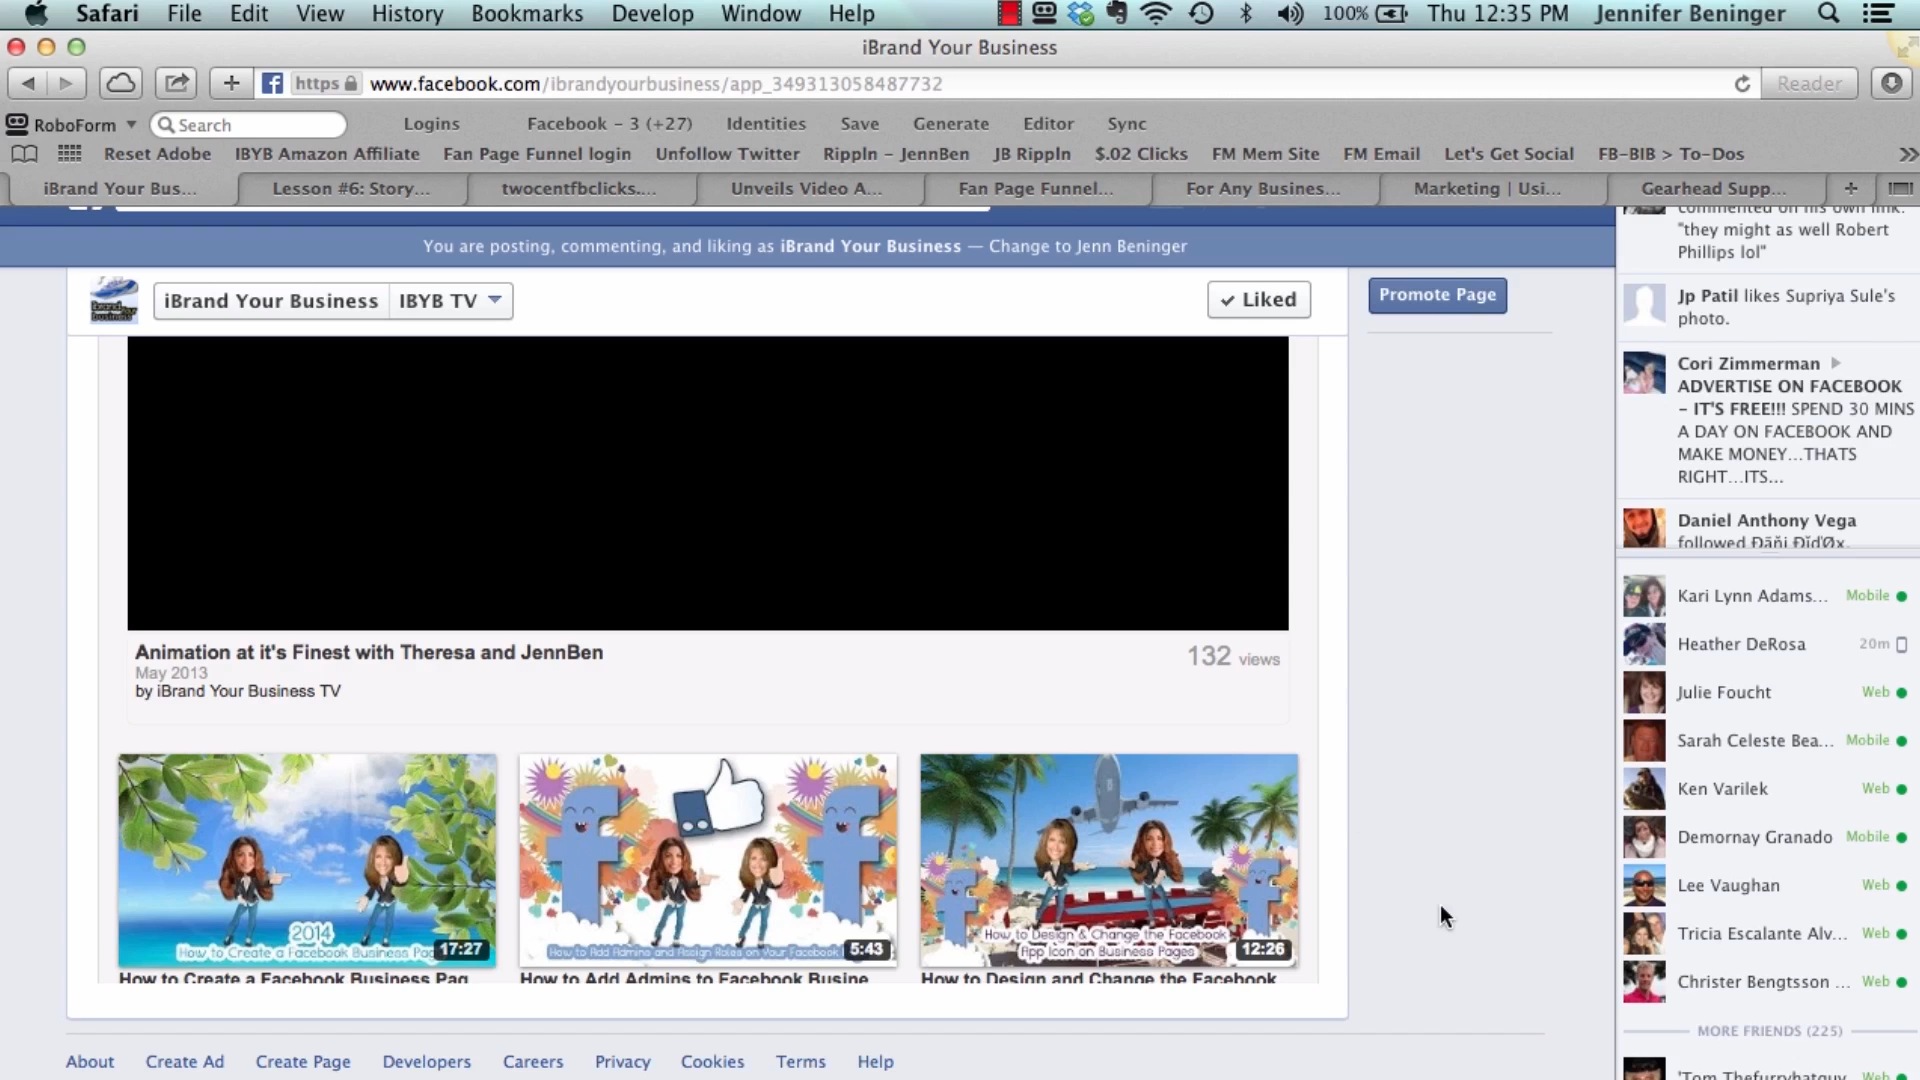 Safari File Edit View History Bookmarks Develop Window Help 100% Thu 12:35 PM Jennifer Beninger
iBrand Your Business
https www.facebook.com/ibrandyourbusiness/app_349313058487732 Reader
RoboForm Search Logins Facebook - 3 (+27) Identities Save Generate Editor Sync
Reset Adobe IBYB Amazon Affiliate Fan Page Funnel login Unfollow Twitter Rippln - JennBen JB Rippln $.02 Clicks FM Mem Site FM Email Let's Get Social FB-BIB > To-Dos
iBrand Your Bus... Lesson #6: Story... twocentfbclicks.... Unveils Video A... Fan Page Funnel... For Any Busines... Marketing | Usi... Gearhead Supp...
You are posting, commenting, and liking as iBrand Your Business — Change to Jenn Beninger
iBrand Your Business IBYB TV Liked
Promote Page
Animation at it's Finest with Theresa and JennBen
132 views
May 2013
by iBrand Your Business TV
2014
How to Create a Facebook Business Pag
17:27
How to Add Admins and Assign Roles on Your Facebook
5:43
How to Design & Change the Facebook
App Icon on Business Pages
12:26
How to Create a Facebook Business Pag
How to Add Admins to Facebook Busine
How to Design and Change the Facebook
About Create Ad Create Page Developers Careers Privacy Cookies Terms Help
commented on his own link:
"they might as well Robert
Phillips lol"
Jp Patil likes Supriya Sule's
photo.
Cori Zimmerman
ADVERTISE ON FACEBOOK
- IT'S FREE!!! SPEND 30 MINS
A DAY ON FACEBOOK AND
MAKE MONEY...THATS
RIGHT...ITS...
Daniel Anthony Vega
followed Đāňi ĐīďØx.
Kari Lynn Adams... Mobile
Heather DeRosa 20m
Julie Foucht Web
Sarah Celeste Bea... Mobile
Ken Varilek Web
Demornay Granado Mobile
Lee Vaughan Web
Tricia Escalante Alv... Web
Christer Bengtsson ... Web
MORE FRIENDS (225)
'Tom Thefurryhatguy Web